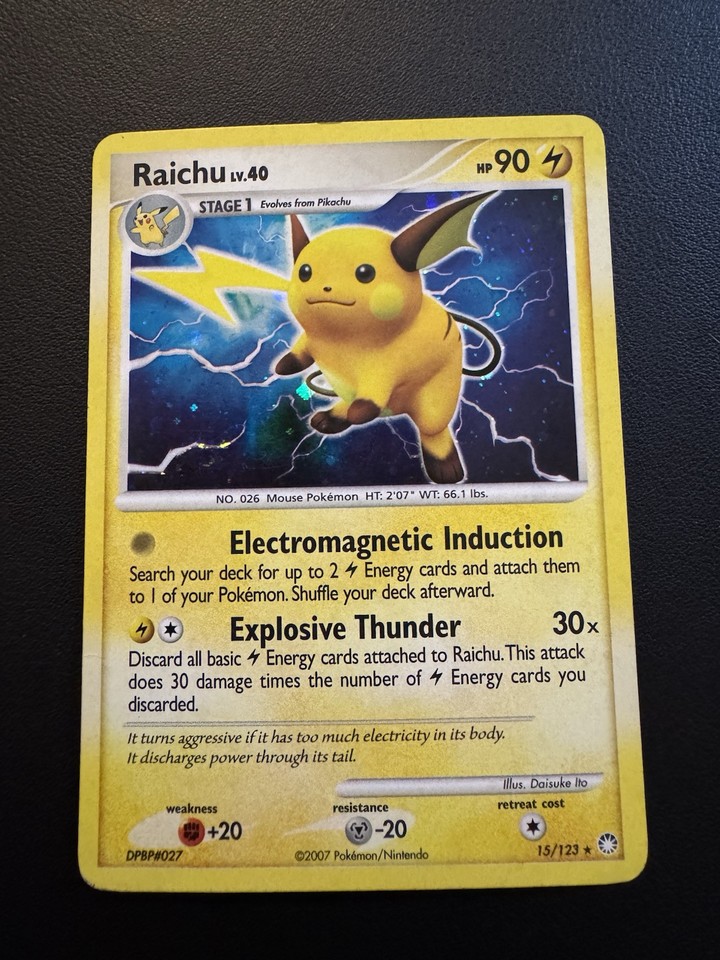 Raichu LV.40 HP 90
STAGE 1 Evolves from Pikachu
NO. 026 Mouse Pokémon HT: 2'07" WT: 66.1 lbs.
Electromagnetic Induction
Search your deck for up to 2 Energy cards and attach them
to 1 of your Pokémon. Shuffle your deck afterward.
Explosive Thunder 30x
Discard all basic Energy cards attached to Raichu. This attack
does 30 damage times the number of Energy cards you
discarded.
It turns aggressive if it has too much electricity in its body.
It discharges power through its tail.
Illus. Daisuke Ito
weakness resistance retreat cost
+20 -20
DPBP#027 ©2007 Pokémon/Nintendo 15/123 ★